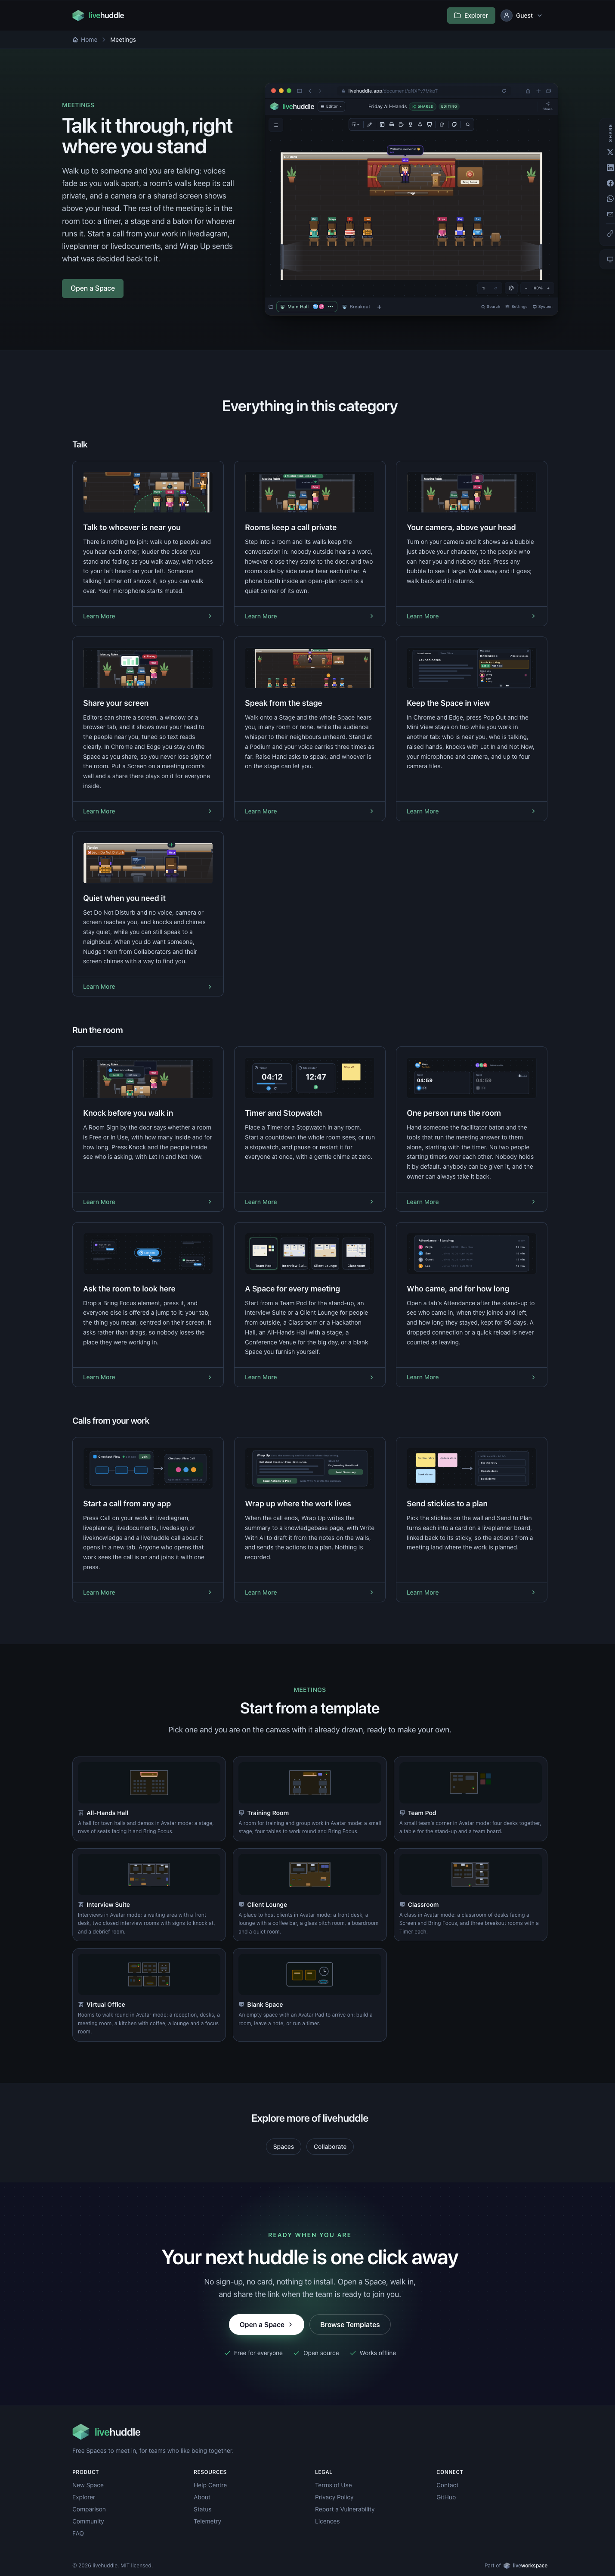 livehuddle
Explorer
Guest
Home
Meetings
MEETINGS
Talk it through, right
where you stand
Walk up to someone and you are talking: voices
fade as you walk apart, a room's walls keep its call
private, and a camera or a shared screen shows
above your head. The rest of the meeting is in the
room too: a timer, a stage and a baton for whoever
runs it. Start a call from your work in livediagram,
liveplanner or livedocuments, and Wrap Up sends
what was decided back to it.
Open a Space
livehuddle
Editor
Friday All-Hands
SHARED
EDITING
Share
Stage
Main Hall
Breakout
100%
Search
Settings
System
SHARE
Everything in this category
Talk
Talk to whoever is near you
There is nothing to join: walk up to people and
you hear each other, louder the closer you
stand and fading as you walk away, with voices
to your left heard on your left. Someone
talking further off shows it, so you can walk
over. Your microphone starts muted.
Learn More
Rooms keep a call private
Step into a room and its walls keep the
conversation in: nobody outside hears a word,
however close they stand to the door, and two
rooms side by side never hear each other. A
phone booth inside an open-plan room is a
quiet corner of its own.
Learn More
Your camera, above your head
Turn on your camera and it shows as a bubble
just above your character, to the people who
can hear you and nobody else. Press any
bubble to see it large. Walk away and it goes;
walk back and it returns.
Learn More
Share your screen
Editors can share a screen, a window or a
browser tab, and it shows over your head to
the people near you, tuned so text reads
clearly. In Chrome and Edge you stay on the
Space as you share, so you never lose sight of
the room. Put a Screen on a meeting room's
wall and a share there plays on it for everyone
inside.
Learn More
Speak from the stage
Walk onto a Stage and the whole Space hears
you, in any room or none, while the audience
whisper to their neighbours unheard. Stand at
a Podium and your voice carries three times as
far. Raise Hand asks to speak, and whoever is
on the stage can let you.
Learn More
Keep the Space in view
In Chrome and Edge, press Pop Out and the
Mini View stays on top while you work in
another tab: who is near you, who is talking,
raised hands, knocks with Let In and Not Now,
your microphone and camera, and up to four
camera tiles.
Learn More
Quiet when you need it
Set Do Not Disturb and no voice, camera or
screen reaches you, and knocks and chimes
stay quiet, while you can still speak to a
neighbour. When you do want someone,
Nudge them from Collaborators and their
screen chimes with a way to find you.
Learn More
Run the room
Knock before you walk in
A Room Sign by the door says whether a room
is Free or In Use, with how many inside and for
how long. Press Knock and the people inside
see who is asking, with Let In and Not Now.
Learn More
04:12
12:47
Timer and Stopwatch
Place a Timer or a Stopwatch in any room.
Start a countdown the whole room sees, or run
a stopwatch, and pause or restart it for
everyone at once, with a gentle chime at zero.
Learn More
04:59
04:59
One person runs the room
Hand someone the facilitator baton and the
tools that run the meeting answer to them
alone, starting with the timer. No two people
starting timers over each other. Nobody holds
it by default, anybody can be given it, and the
owner can always take it back.
Learn More
Ask the room to look here
Drop a Bring Focus element, press it, and
everyone else is offered a jump to it: your tab,
the thing you mean, centred on their screen. It
asks rather than drags, so nobody loses the
place they were working in.
Learn More
Team Pod
Interview Sui...
Client Lounge
Classroom
A Space for every meeting
Start from a Team Pod for the stand-up, an
Interview Suite or a Client Lounge for people
from outside, a Classroom or a Hackathon
Hall, an All-Hands Hall with a stage, a
Conference Venue for the big day, or a blank
Space you furnish yourself.
Learn More
Who came, and for how long
Open a tab's Attendance after the stand-up to
see who came in, when they joined and left,
and how long they stayed, kept for 90 days. A
dropped connection or a quick reload is never
counted as leaving.
Learn More
Calls from your work
Start a call from any app
Press Call on your work in livediagram,
liveplanner, livedocuments, livedesign or
liveknowledge and a livehuddle call about it
opens in a new tab. Anyone who opens that
work sees the call is on and joins it with one
press.
Learn More
Wrap up where the work lives
When the call ends, Wrap Up writes the
summary to a knowledgebase page, with Write
With AI to draft it from the notes on the walls,
and sends the actions to a plan. Nothing is
recorded.
Learn More
Send stickies to a plan
Pick the stickies on the wall and Send to Plan
turns each into a card on a liveplanner board,
linked back to its sticky, so the actions from a
meeting land where the work is planned.
Learn More
MEETINGS
Start from a template
Pick one and you are on the canvas with it already drawn, ready to make your own.
All-Hands Hall
A hall for town halls and demos in Avatar mode: a stage,
rows of seats facing it and Bring Focus.
Training Room
A room for training and group work in Avatar mode: a small
stage, four tables to work round and Bring Focus.
Team Pod
A small team's corner in Avatar mode: four desks together,
a table for the stand-up and a team board.
Interview Suite
Interviews in Avatar mode: a waiting area with a front
desk, two closed interview rooms with signs to knock at,
and a debrief room.
Client Lounge
A place to host clients in Avatar mode: a front desk, a
lounge with a coffee bar, a glass pitch room, a boardroom
and a quiet room.
Classroom
A class in Avatar mode: a classroom of desks facing a
Screen and Bring Focus, and three breakout rooms with a
Timer each.
Virtual Office
Rooms to walk round in Avatar mode: a reception, desks, a
meeting room, a kitchen with coffee, a lounge and a focus
room.
Blank Space
An empty space with an Avatar Pad to arrive on: build a
room, leave a note, or run a timer.
Explore more of livehuddle
Spaces
Collaborate
READY WHEN YOU ARE
Your next huddle is one click away
No sign-up, no card, nothing to install. Open a Space, walk in,
and share the link when the team is ready to join you.
Open a Space
Browse Templates
Free for everyone
Open source
Works offline
livehuddle
Free Spaces to meet in, for teams who like being together.
PRODUCT
New Space
Explorer
Comparison
Community
FAQ
RESOURCES
Help Centre
About
Status
Telemetry
LEGAL
Terms of Use
Privacy Policy
Report a Vulnerability
Licences
CONNECT
Contact
GitHub
© 2026 livehuddle. MIT licensed.
Part of liveworkspace